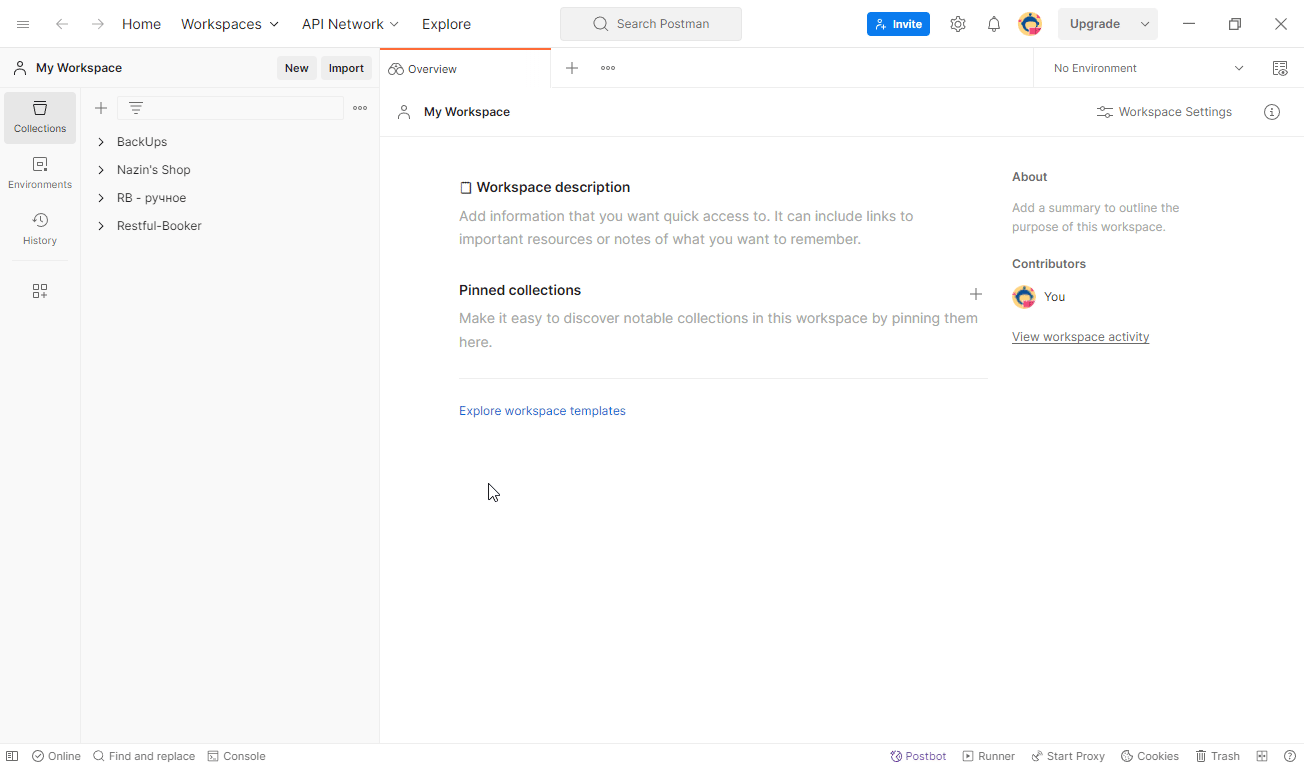 Home Workspaces API Network Explore Search Postman Invite Upgrade
My Workspace New Import Overview No Environment
Collections
Environments
History
BackUps
Nazin's Shop
RB - ручное
Restful-Booker
My Workspace Workspace Settings
Workspace description
Add information that you want quick access to. It can include links to
important resources or notes of what you want to remember.
Pinned collections
Make it easy to discover notable collections in this workspace by pinning them
here.
Explore workspace templates
About
Add a summary to outline the
purpose of this workspace.
Contributors
You
View workspace activity
Online Find and replace Console Postbot Runner Start Proxy Cookies Trash